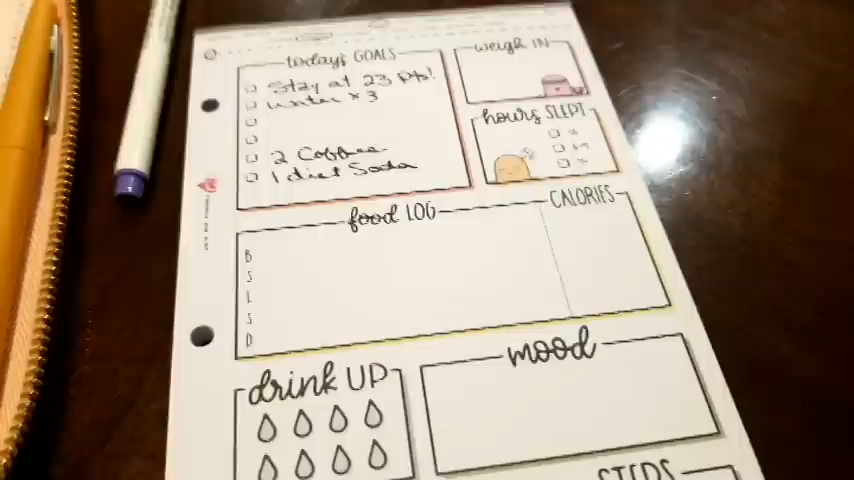 today's GOALS
Stay at 23 Pts!
water x 3
2 Coffee
1 diet Soda
weigh IN
hours SLEPT
food LOG
CALORIES
B
S
L
S
D
drink UP
mood
STEPS